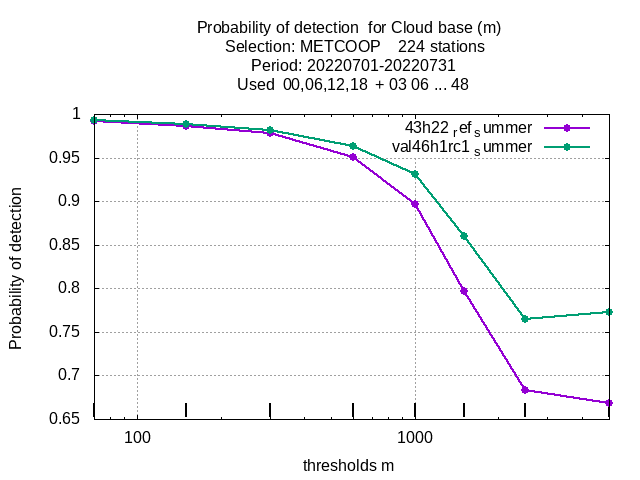 Probability of detection for Cloud base (m)
Selection: METCOOP 224 stations
Period: 20220701-20220731
Used 00,06,12,18 + 03 06 ... 48
43h22 ref summer
val46h1rc1 summer
1
0.95
0.9
0.85
0.8
0.75
0.7
0.65
Probability of detection
100 1000
thresholds m